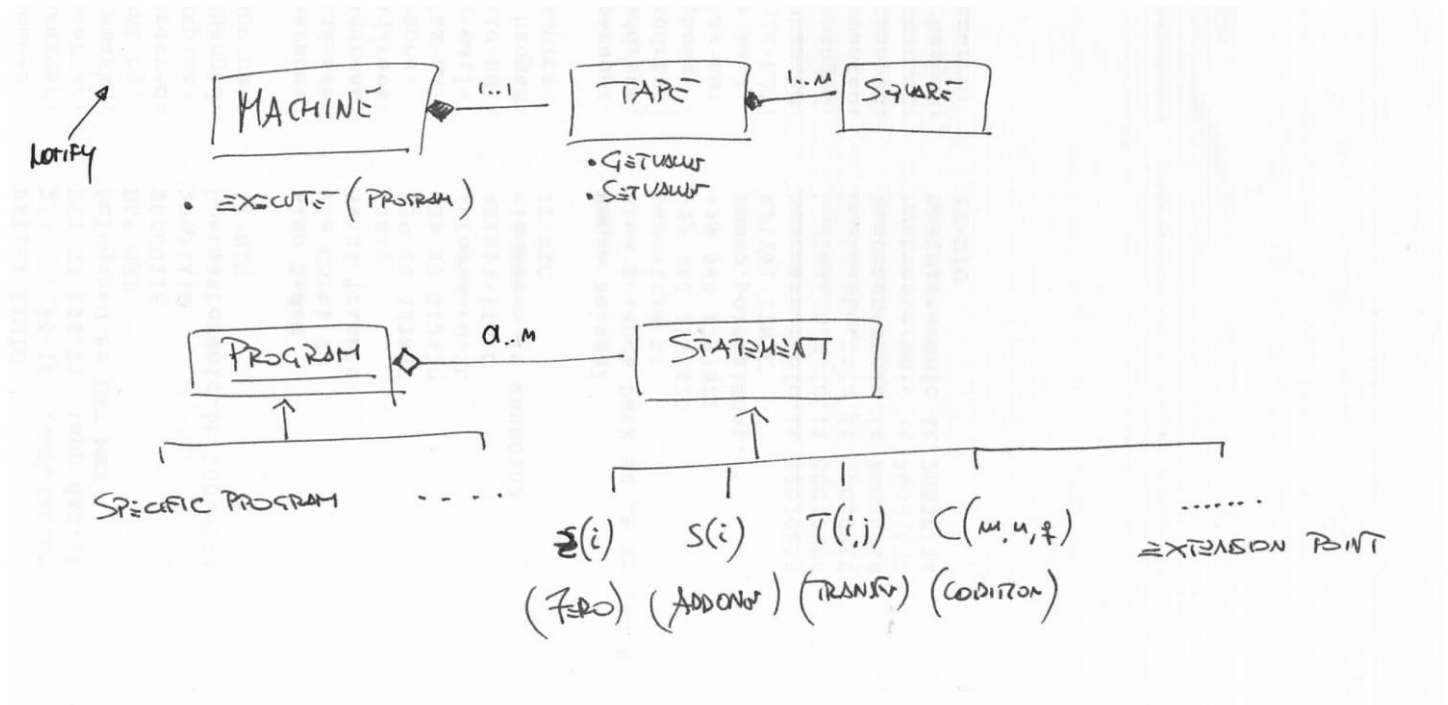 MACHINE 1..1 TAPE 1..M SQUARE
NOTIFY
• GETVALUE
• SETVALUE
• EXECUTE (PROGRAM)
PROGRAM 0..M STATEMENT
SPECIFIC PROGRAM .....
Z(i) S(i) T(i,j) C(m,n,q) ......
EXTENSION POINT
(ZERO) (ADDONE) (TRANSFER) (CODITION)